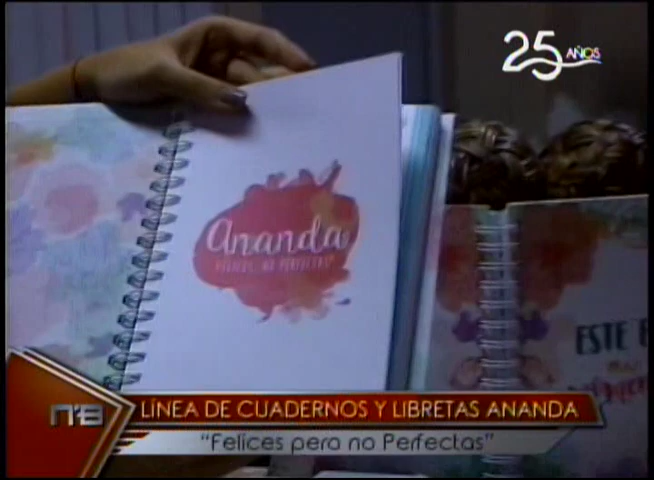 25 AÑOS
Ananda
FELICES, NO PERFECTAS
ESTE
N'B
LÍNEA DE CUADERNOS Y LIBRETAS ANANDA
"Felices pero no Perfectas"